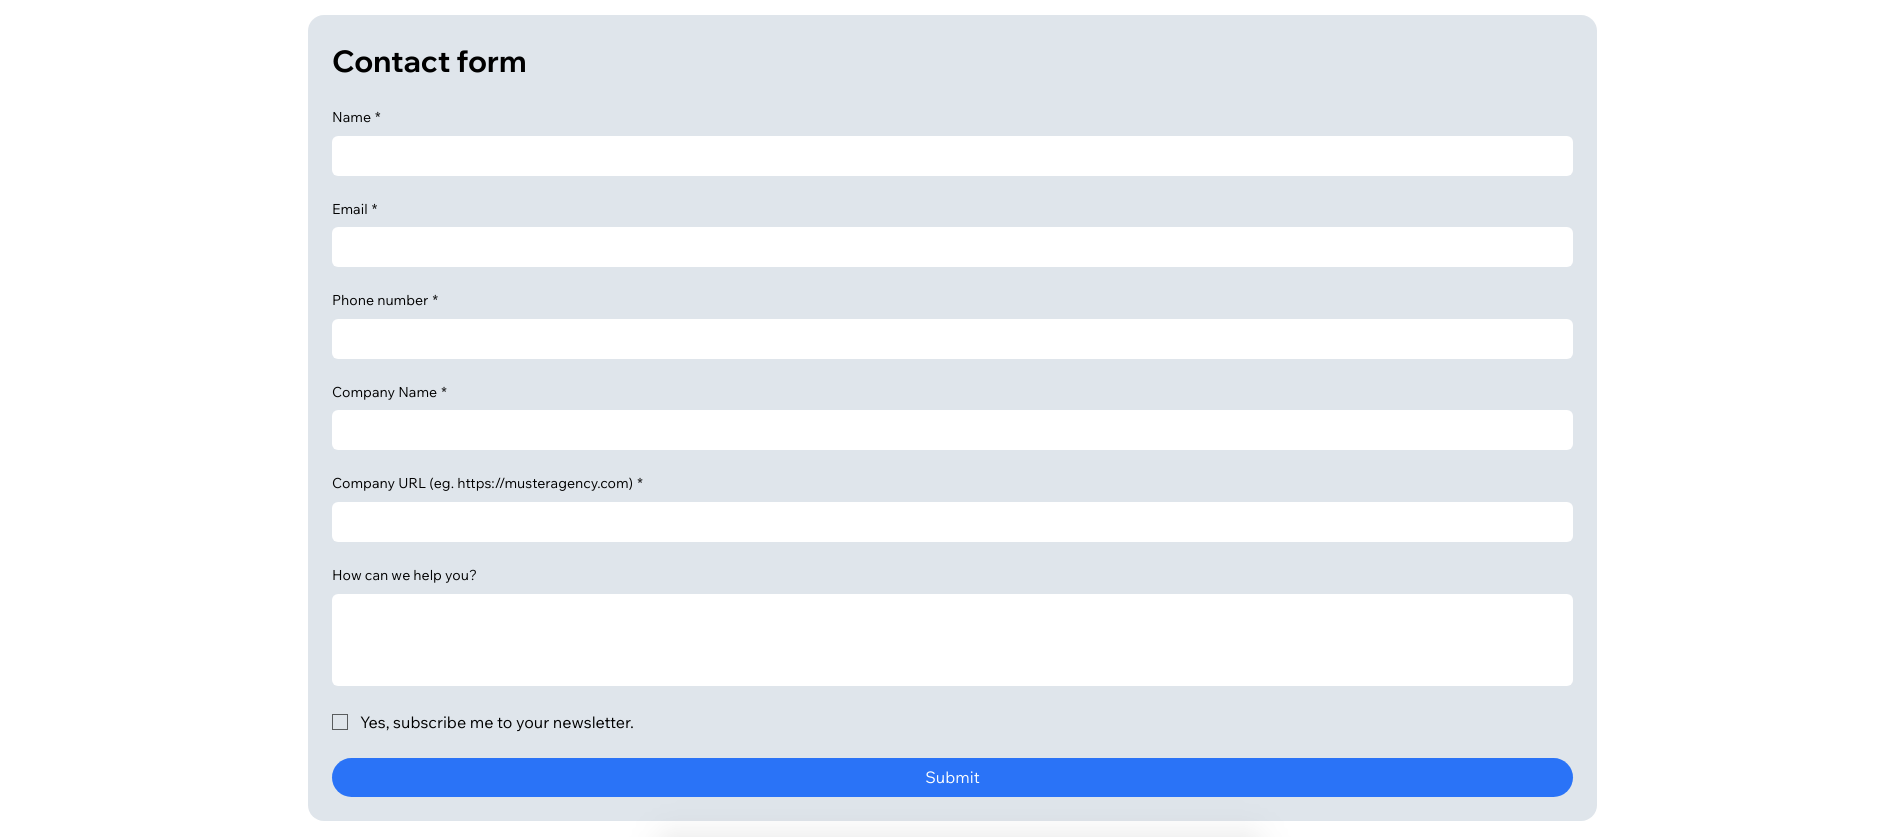 Contact form
Name *
Email *
Phone number *
Company Name *
Company URL (eg. https://musteragency.com) *
How can we help you?
Yes, subscribe me to your newsletter.
Submit